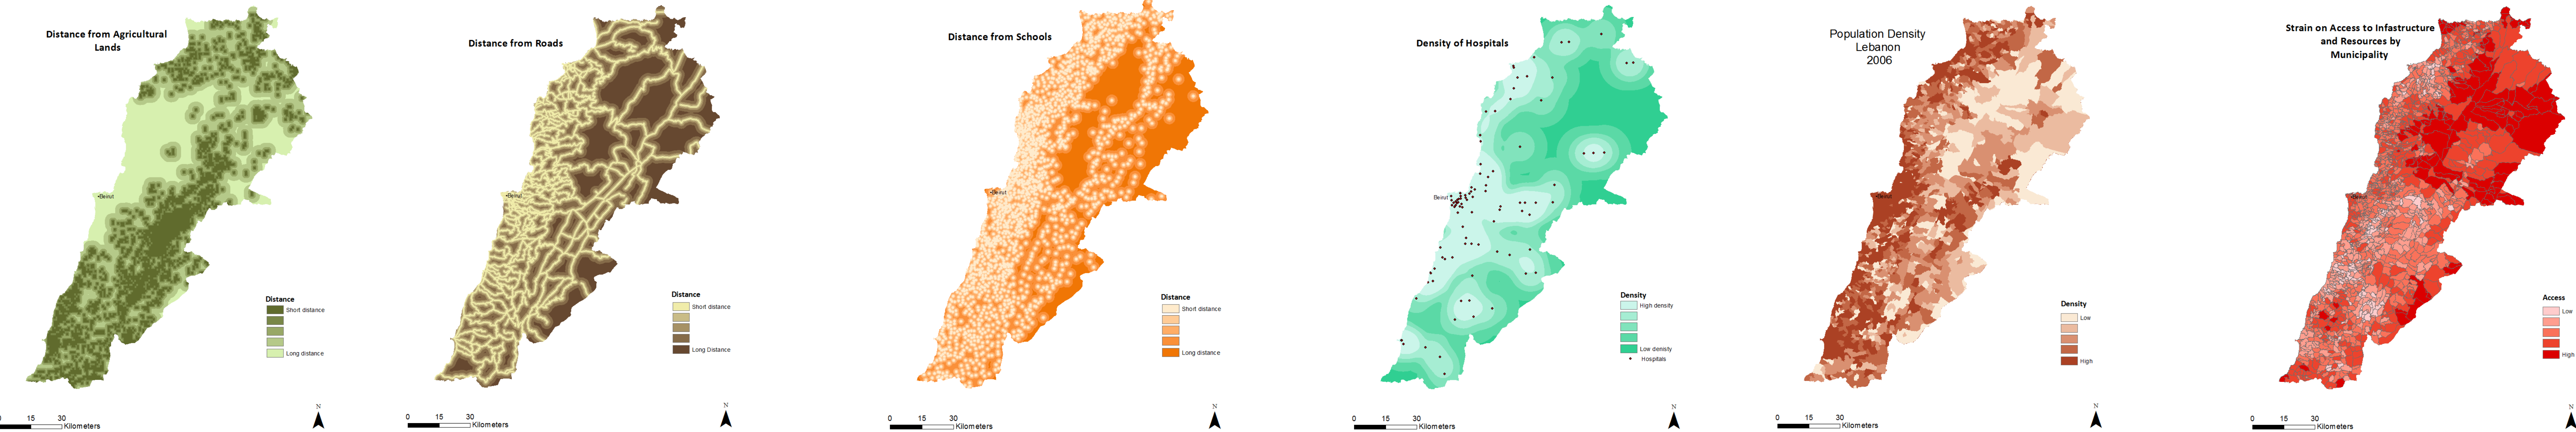 Distance from Agricultural
Lands
•Beirut
Distance
Short distance
Long distance
N
15 30
Kilometers
Distance from Roads
•Beirut
Distance
Short distance
Long Distance
N
0 15 30
Kilometers
Distance from Schools
•Beirut
Distance
Short distance
Long distance
N
0 15 30
Kilometers
Density of Hospitals
Beirut
Density
High density
Low density
Hospitals
N
0 15 30
Kilometers
Population Density
Lebanon
2006
•Beirut
Density
Low
High
N
0 15 30
Kilometers
Strain on Access to Infastructure
and Resources by
Municipality
•Beirut
Access
Low
High
N
0 15 30
Kilometers